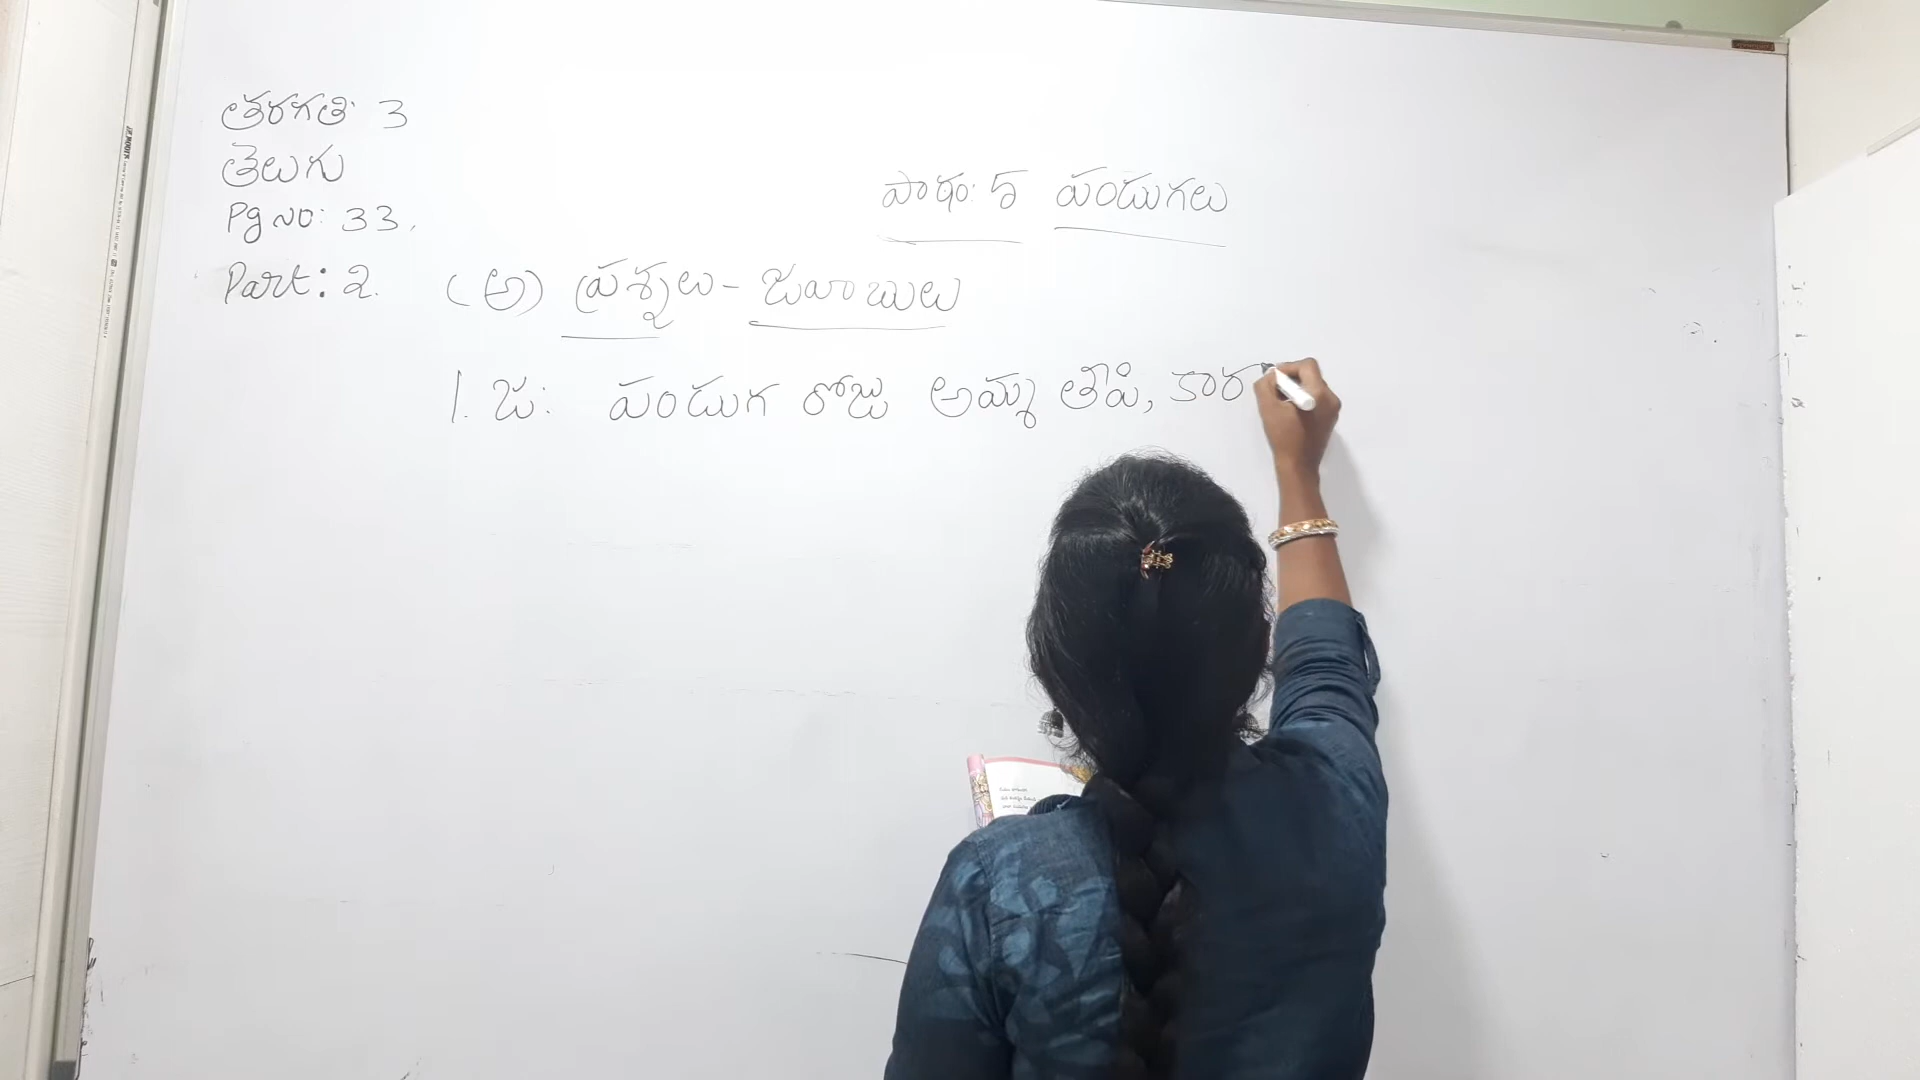 తరగతి: 3
తెలుగు
Pg no: 33.
పాఠం: 5 పండుగలు
Part: 2. (అ) ప్రశ్నలు - జవాబులు
1. జ: పండుగ రోజు అమ్మ తీపి, కార